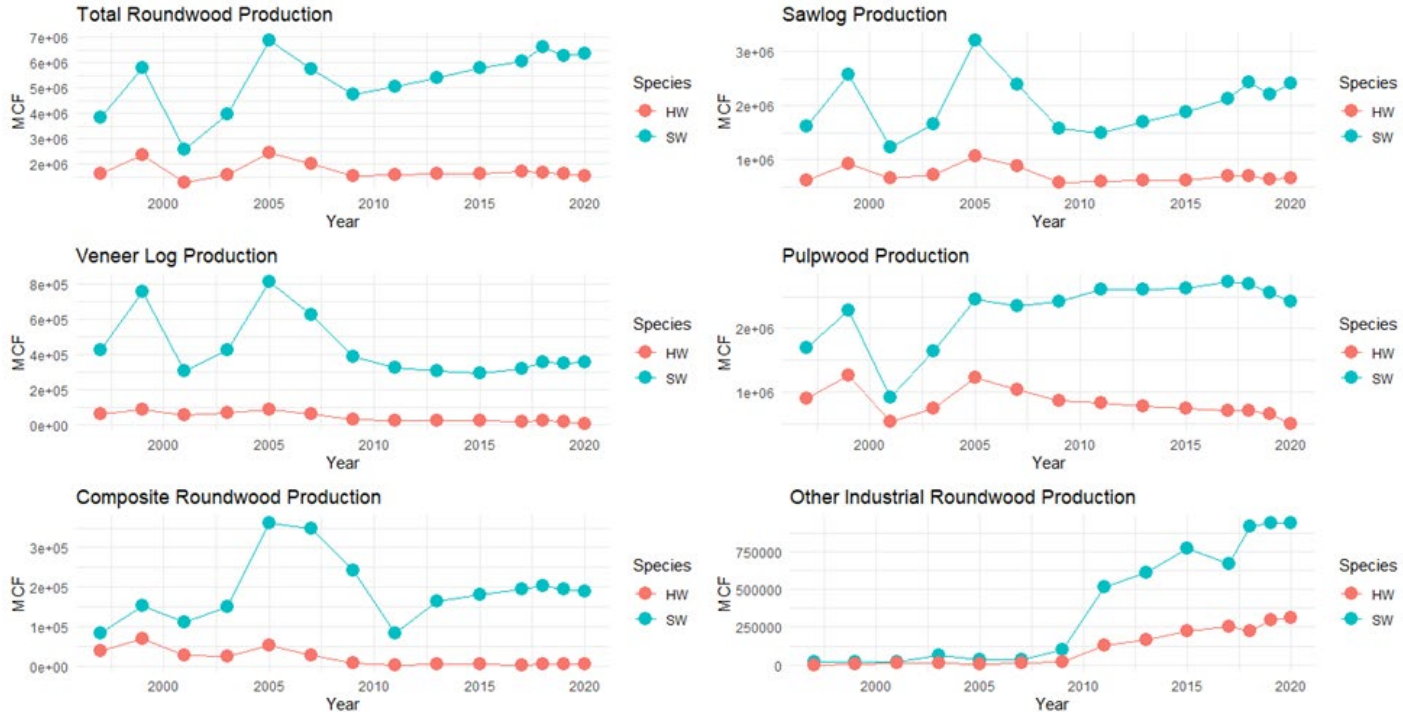 Total Roundwood Production
7e+06
6e+06
5e+06
4e+06
3e+06
2e+06
MCF
2000 2005 2010 2015 2020
Year
Species
HW
SW
Sawlog Production
3e+06
2e+06
1e+06
MCF
2000 2005 2010 2015 2020
Year
Species
HW
SW
Veneer Log Production
8e+05
6e+05
4e+05
2e+05
0e+00
MCF
2000 2005 2010 2015 2020
Year
Species
HW
SW
Pulpwood Production
2e+06
1e+06
MCF
2000 2005 2010 2015 2020
Year
Species
HW
SW
Composite Roundwood Production
3e+05
2e+05
1e+05
0e+00
MCF
2000 2005 2010 2015 2020
Year
Species
HW
SW
Other Industrial Roundwood Production
750000
500000
250000
0
MCF
2000 2005 2010 2015 2020
Year
Species
HW
SW